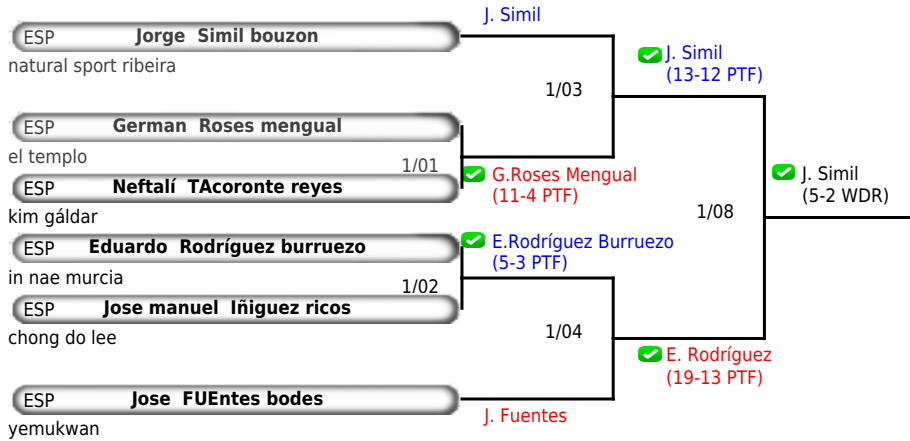 J. Simil
ESP Jorge Simil bouzon
natural sport ribeira
J. Simil
(13-12 PTF)
1/03
ESP German Roses mengual
el templo
1/01
G.Roses Mengual
(11-4 PTF)
ESP Neftalí TAcoronte reyes
kim gáldar
J. Simil
(5-2 WDR)
1/08
ESP Eduardo Rodríguez burruezo
in nae murcia
E.Rodríguez Burruezo
(5-3 PTF)
1/02
ESP Jose manuel Iñiguez ricos
chong do lee
1/04
E. Rodríguez
(19-13 PTF)
ESP Jose FUEntes bodes
yemukwan
J. Fuentes